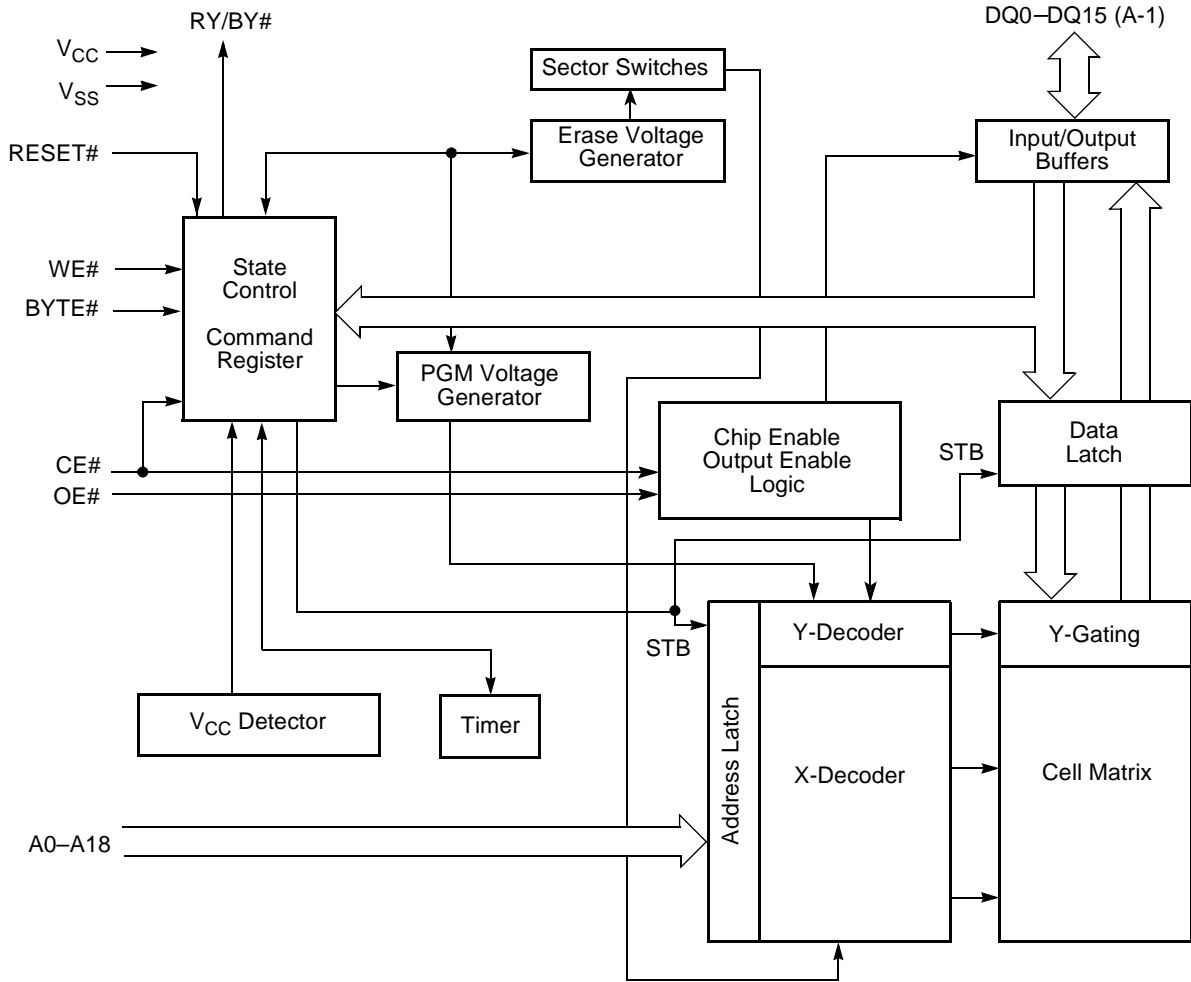 RY/BY#
DQ0–DQ15 (A-1)
VCC
VSS
Sector Switches
Erase Voltage
Generator
Input/Output
Buffers
RESET#
WE#
BYTE#
State
Control
Command
Register
PGM Voltage
Generator
Chip Enable
Output Enable
Logic
STB
Data
Latch
CE#
OE#
STB
Y-Decoder
Y-Gating
VCC Detector
Timer
Address Latch
X-Decoder
Cell Matrix
A0–A18